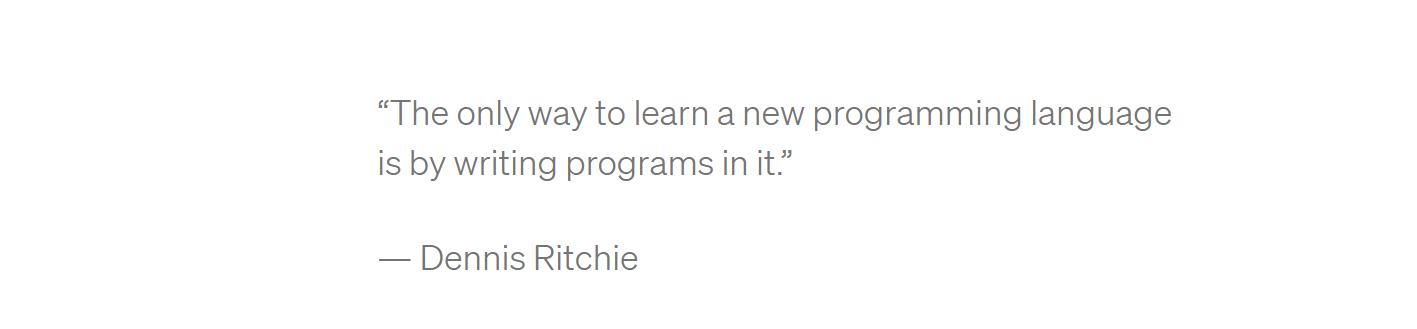 “The only way to learn a new programming language
is by writing programs in it.”
— Dennis Ritchie